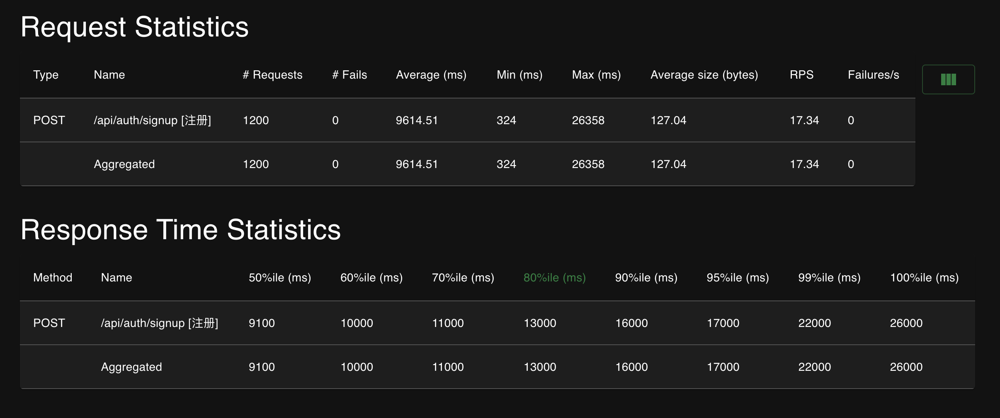 Request Statistics
Type Name # Requests # Fails Average (ms) Min (ms) Max (ms) Average size (bytes) RPS Failures/s
POST /api/auth/signup [注册] 1200 0 9614.51 324 26358 127.04 17.34 0
Aggregated 1200 0 9614.51 324 26358 127.04 17.34 0
Response Time Statistics
Method Name 50%ile (ms) 60%ile (ms) 70%ile (ms) 80%ile (ms) 90%ile (ms) 95%ile (ms) 99%ile (ms) 100%ile (ms)
POST /api/auth/signup [注册] 9100 10000 11000 13000 16000 17000 22000 26000
Aggregated 9100 10000 11000 13000 16000 17000 22000 26000